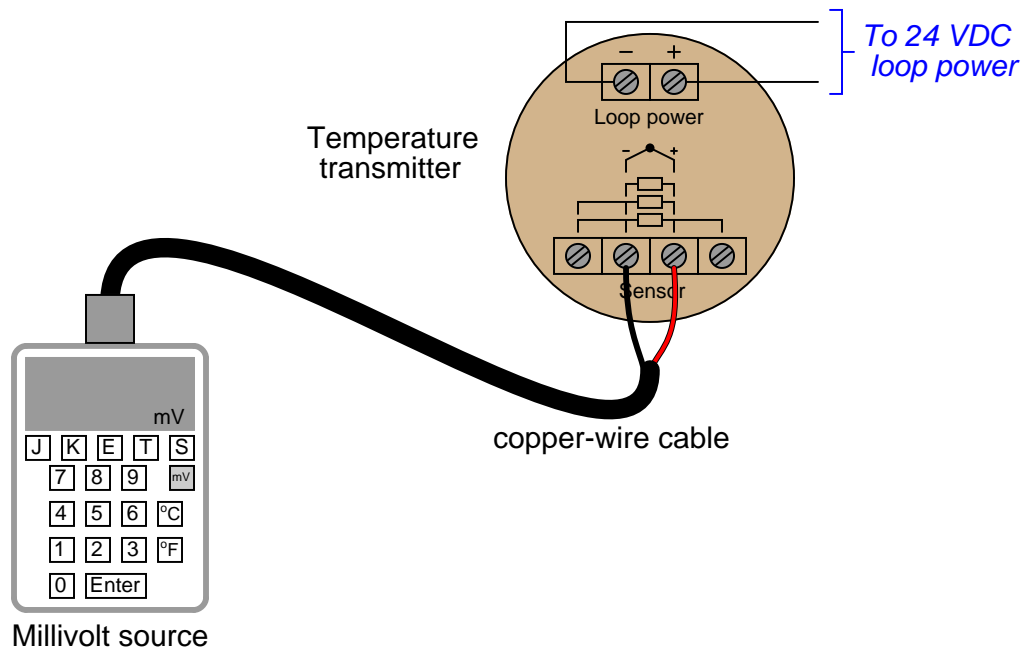 To 24 VDC
loop power
− +
Loop power
Temperature
transmitter
- +
Sensor
mV
J K E T S
7 8 9 mV
4 5 6 °C
1 2 3 °F
0 Enter
copper-wire cable
Millivolt source